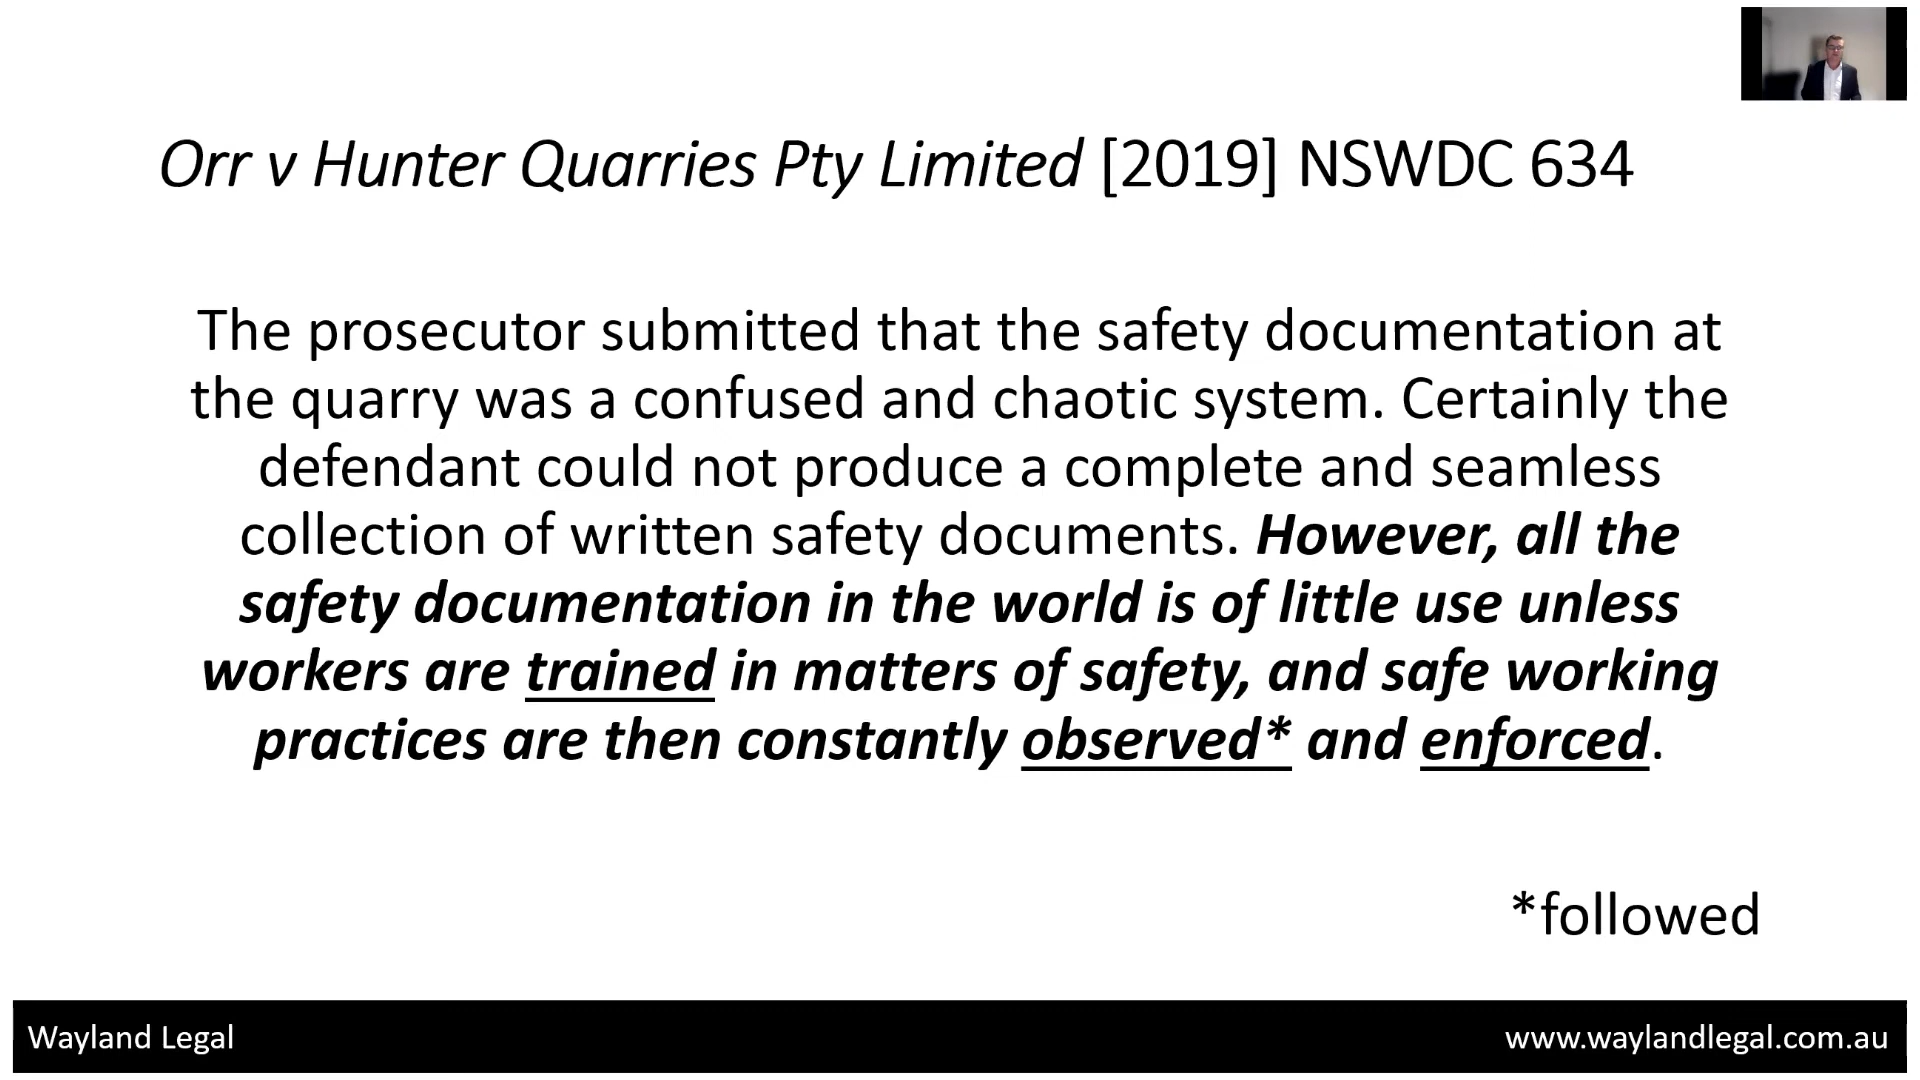 Orr v Hunter Quarries Pty Limited [2019] NSWDC 634
The prosecutor submitted that the safety documentation at
the quarry was a confused and chaotic system. Certainly the
defendant could not produce a complete and seamless
collection of written safety documents. However, all the
safety documentation in the world is of little use unless
workers are trained in matters of safety, and safe working
practices are then constantly observed* and enforced.
*followed
Wayland Legal
www.waylandlegal.com.au